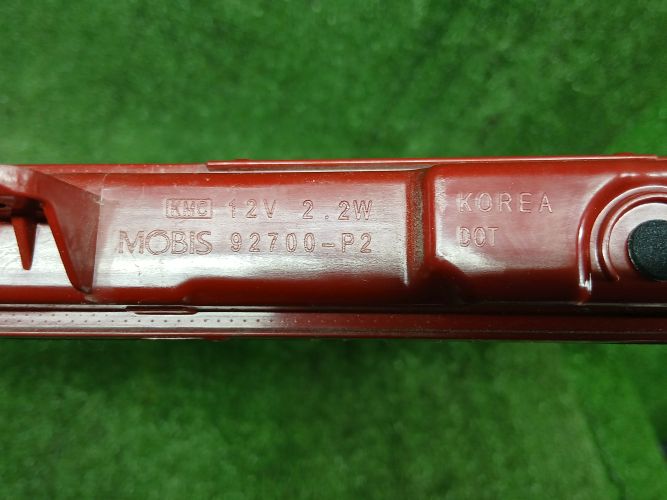 KMC 12V 2.2W
MOBIS 92700-P2
KOREA
DOT